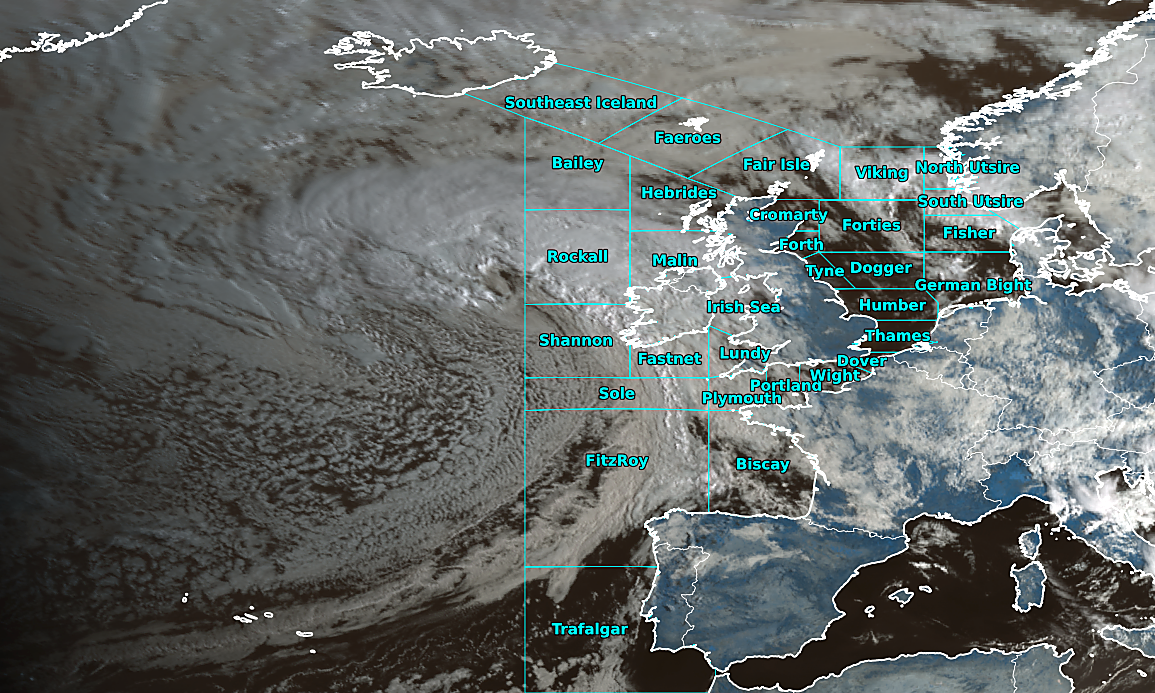 Southeast Iceland
Faeroes
Bailey
Fair Isle
Viking
North Utsire
Hebrides
South Utsire
Cromarty
Forties
Fisher
Forth
Rockall
Malin
Tyne
Dogger
German Bight
Irish Sea
Humber
Shannon
Thames
Fastnet
Lundy
Dover
Wight
Portland
Sole
Plymouth
FitzRoy
Biscay
Trafalgar